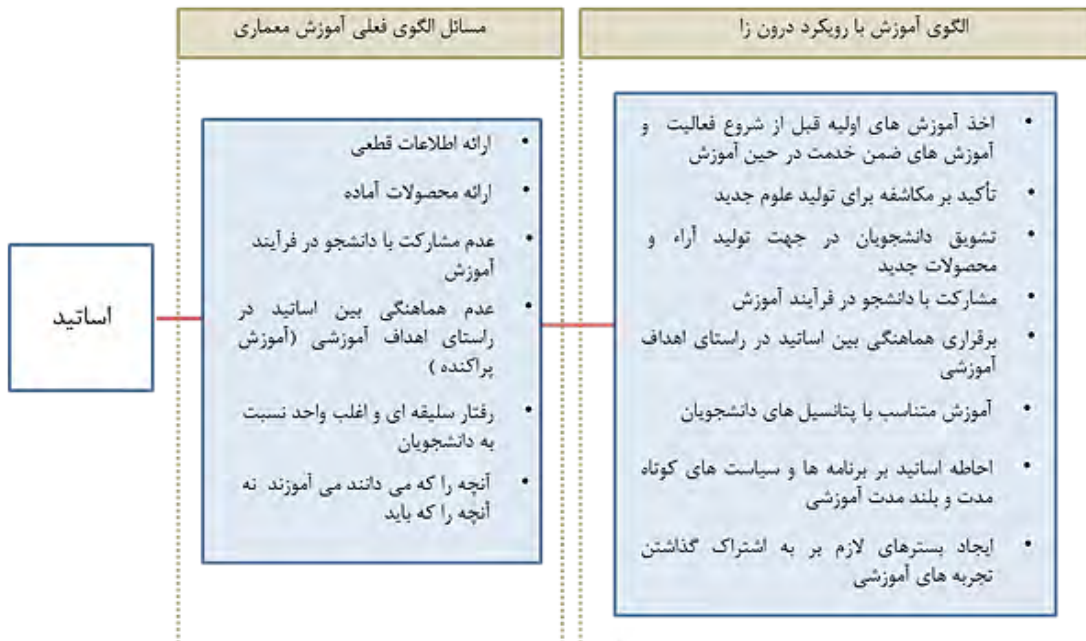 الگوی آموزش با رویکرد درون زا
• اخذ آموزش های اولیه قبل از شروع فعالیت و
آموزش های ضمن خدمت در حین آموزش
• تأکید بر مکاشفه برای تولید علوم جدید
• تشویق دانشجویان در جهت تولید آراء و
محصولات جدید
• مشارکت با دانشجو در فرآیند آموزش
• برقراری هماهنگی بین اساتید در راستای اهداف
آموزشی
• آموزش متناسب با پتانسیل های دانشجویان
• احاطه اساتید بر برنامه ها و سیاست های کوتاه
مدت و بلند مدت آموزشی
• ایجاد بسترهای لازم بر به اشتراک گذاشتن
تجربه های آموزشی
مسائل الگوی فعلی آموزش معماری
• ارائه اطلاعات قطعی
• ارائه محصولات آماده
• عدم مشارکت با دانشجو در فرآیند
آموزش
• عدم هماهنگی بین اساتید در
راستای اهداف آموزشی (آموزش
پراکنده )
• رفتار سلیقه ای و اغلب واحد نسبت
به دانشجویان
• آنچه را که می دانند می آموزند نه
آنچه را که باید
اساتید